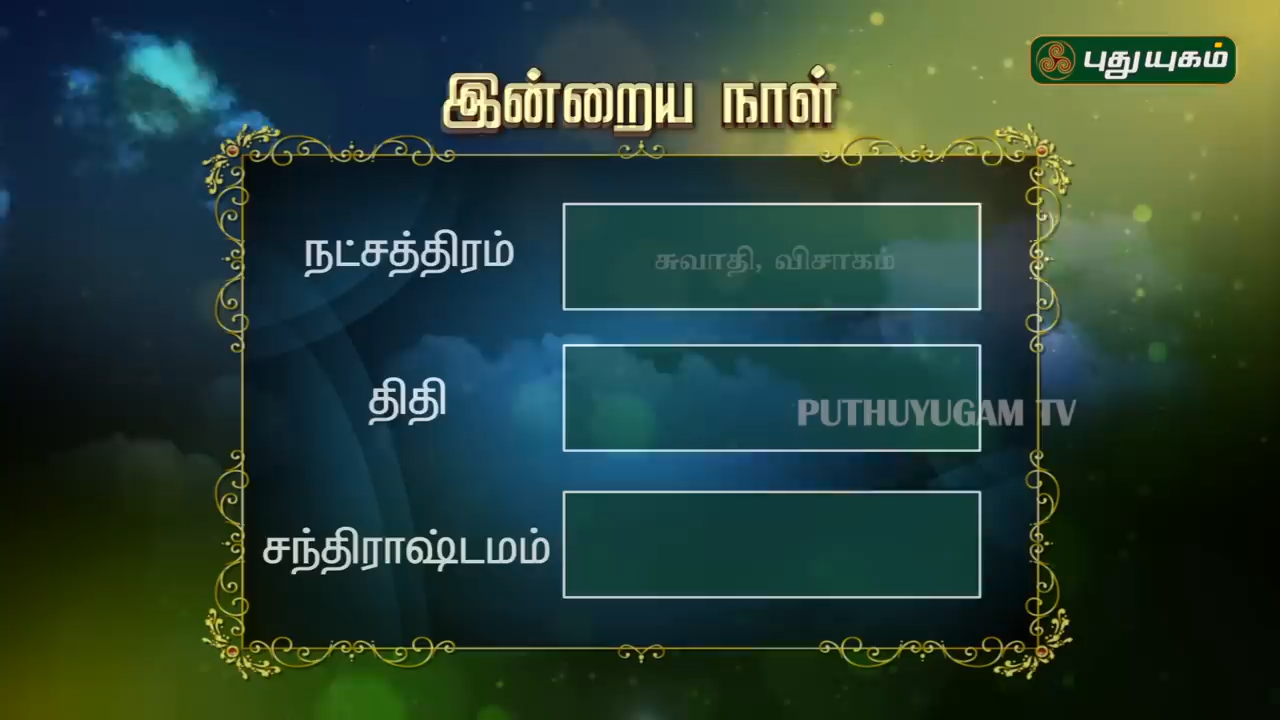 புதுயுகம்
இன்றைய நாள்
நட்சத்திரம்
சுவாதி, விசாகம்
திதி
PUTHUYUGAM TV
சந்திராஷ்டமம்